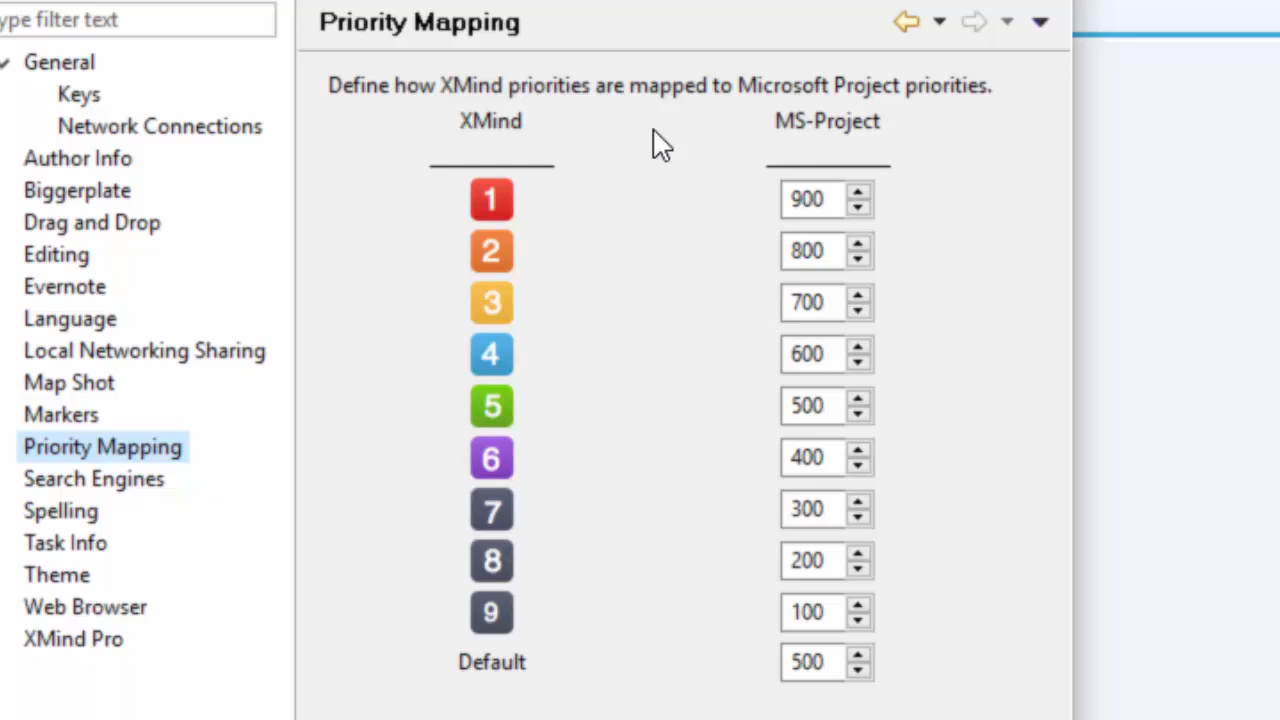 ype filter text
General
Keys
Network Connections
Author Info
Biggerplate
Drag and Drop
Editing
Evernote
Language
Local Networking Sharing
Map Shot
Markers
Priority Mapping
Search Engines
Spelling
Task Info
Theme
Web Browser
XMind Pro
Priority Mapping
Define how XMind priorities are mapped to Microsoft Project priorities.
XMind MS-Project
1 900
2 800
3 700
4 600
5 500
6 400
7 300
8 200
9 100
Default 500